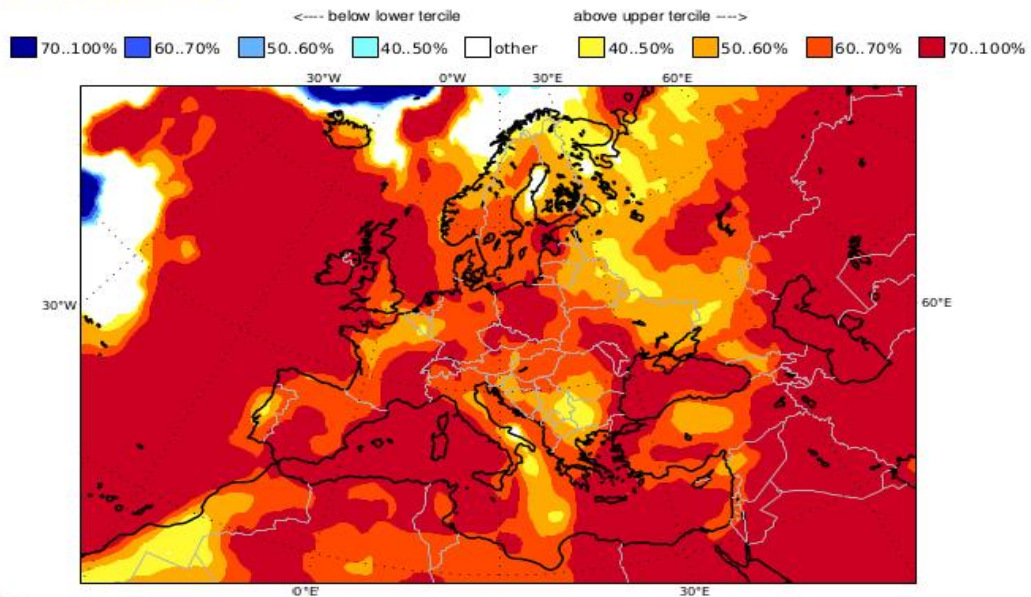 <---- below lower tercile above upper tercile ---->
70..100% 60..70% 50..60% 40..50% other 40..50% 50..60% 60..70% 70..100%
30°W 0°W 30°E 60°E
30°W 60°E
0°E 30°E